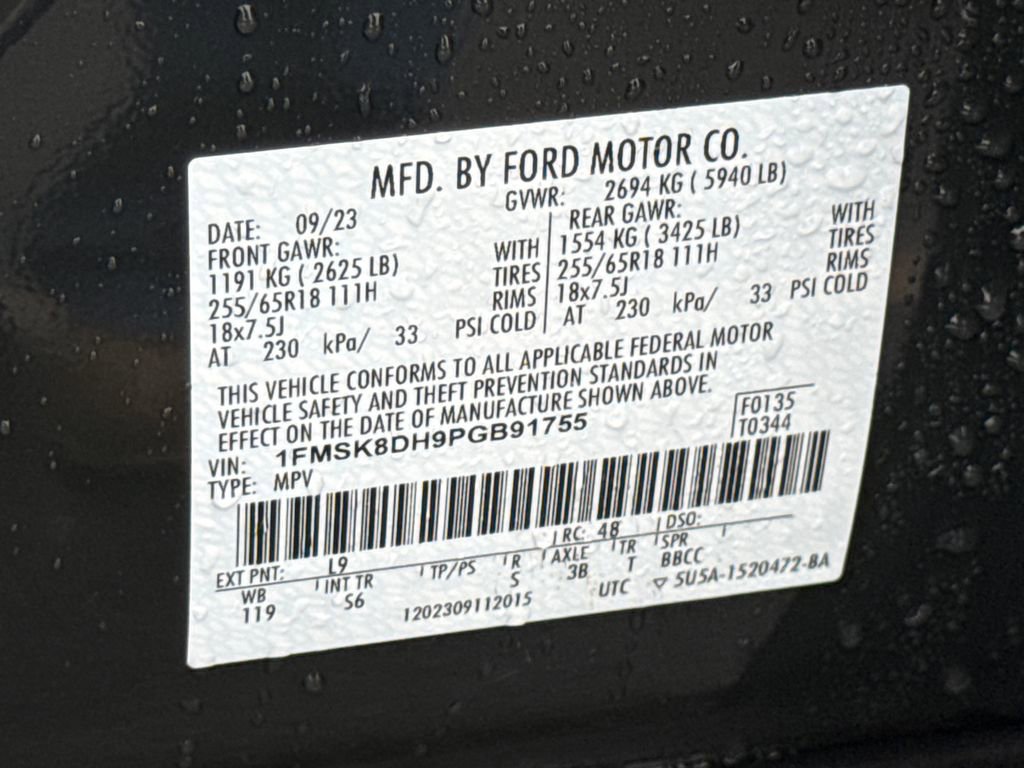 MFD. BY FORD MOTOR CO.
DATE: 09/23 GVWR: 2694 KG ( 5940 LB)
FRONT GAWR: REAR GAWR:
1191 KG ( 2625 LB) WITH 1554 KG ( 3425 LB) WITH
255/65R18 111H TIRES 255/65R18 111H TIRES
18x7.5J RIMS 18x7.5J RIMS
AT 230 kPa/ 33 PSI COLD AT 230 kPa/ 33 PSI COLD
THIS VEHICLE CONFORMS TO ALL APPLICABLE FEDERAL MOTOR
VEHICLE SAFETY AND THEFT PREVENTION STANDARDS IN
EFFECT ON THE DATE OF MANUFACTURE SHOWN ABOVE.
VIN: 1FMSK8DH9PGB91755 F0135
TYPE: MPV T0344
EXT PNT: L9 RC: 48 DSO:
WB INT TR TP/PS R AXLE TR SPR
119 S6 S 3B T BBCC
1202309112015 UTC ▽ 5U5A-1520472-BA